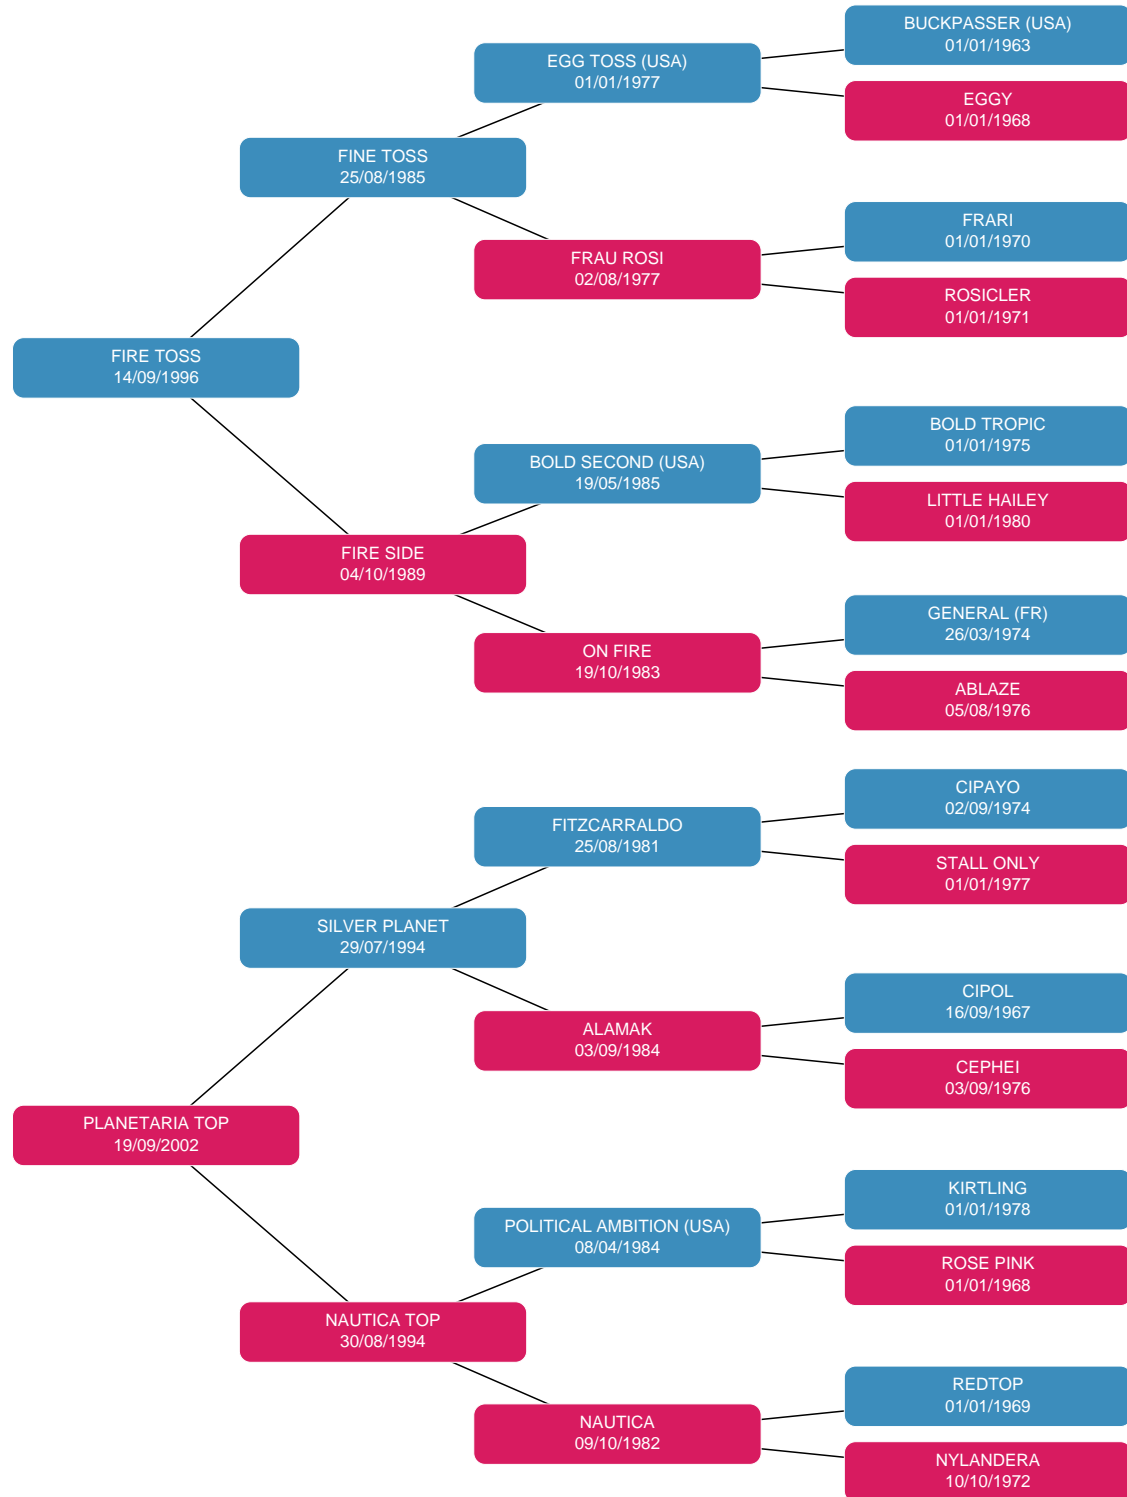 BUCKPASSER (USA)
01/01/1963
EGG TOSS (USA)
01/01/1977
EGGY
01/01/1968
FINE TOSS
25/08/1985
FRARI
01/01/1970
FRAU ROSI
02/08/1977
ROSICLER
01/01/1971
FIRE TOSS
14/09/1996
BOLD TROPIC
01/01/1975
BOLD SECOND (USA)
19/05/1985
LITTLE HAILEY
01/01/1980
FIRE SIDE
04/10/1989
GENERAL (FR)
26/03/1974
ON FIRE
19/10/1983
ABLAZE
05/08/1976
CIPAYO
02/09/1974
FITZCARRALDO
25/08/1981
STALL ONLY
01/01/1977
SILVER PLANET
29/07/1994
CIPOL
16/09/1967
ALAMAK
03/09/1984
CEPHEI
03/09/1976
PLANETARIA TOP
19/09/2002
KIRTLING
01/01/1978
POLITICAL AMBITION (USA)
08/04/1984
ROSE PINK
01/01/1968
NAUTICA TOP
30/08/1994
REDTOP
01/01/1969
NAUTICA
09/10/1982
NYLANDERA
10/10/1972